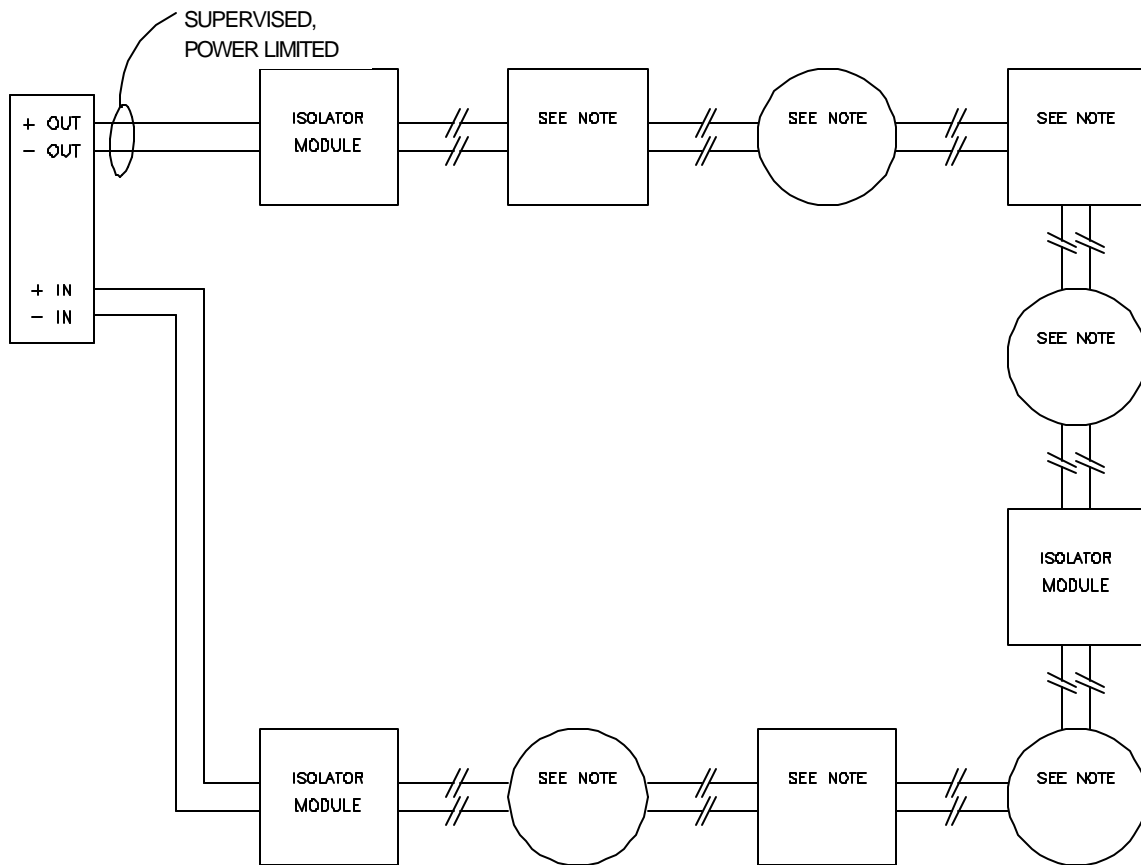 SUPERVISED,
POWER LIMITED
+ OUT
- OUT
+ IN
- IN
ISOLATOR
MODULE
SEE NOTE
SEE NOTE
SEE NOTE
SEE NOTE
ISOLATOR
MODULE
ISOLATOR
MODULE
SEE NOTE
SEE NOTE
SEE NOTE